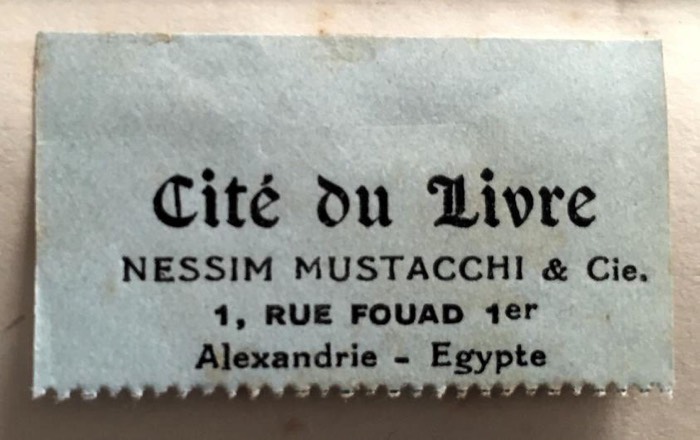 Cité du Livre
NESSIM MUSTACCHI & Cie.
1, RUE FOUAD 1er
Alexandrie - Egypte